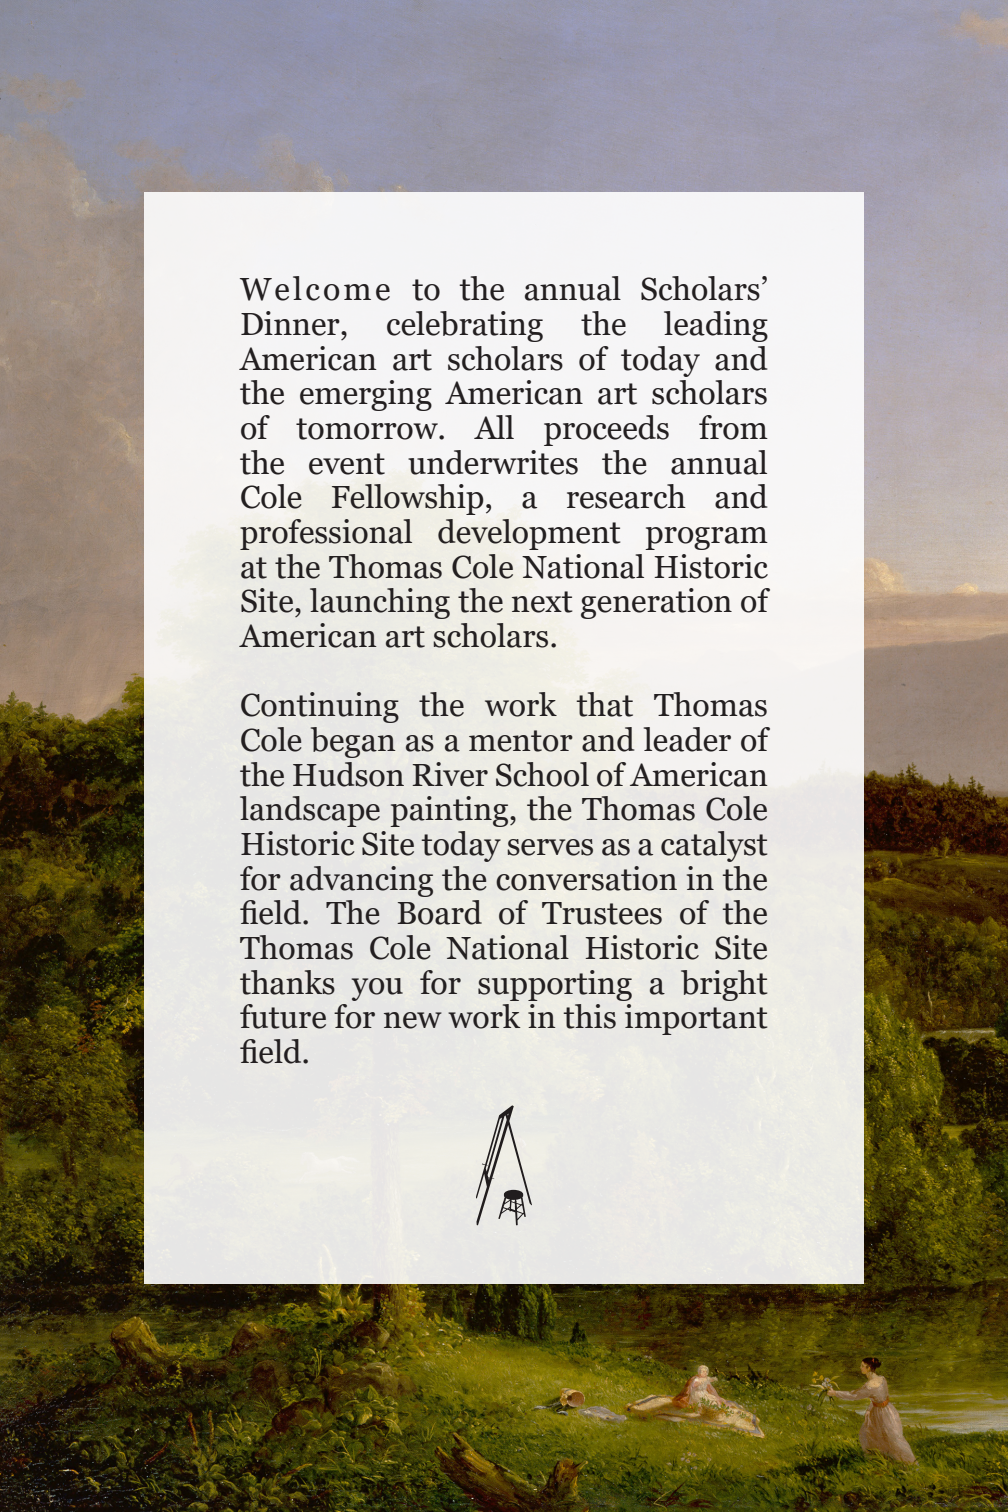 Welcome to the annual Scholars’
Dinner, celebrating the leading
American art scholars of today and
the emerging American art scholars
of tomorrow. All proceeds from
the event underwrites the annual
Cole Fellowship, a research and
professional development program
at the Thomas Cole National Historic
Site, launching the next generation of
American art scholars.
Continuing the work that Thomas
Cole began as a mentor and leader of
the Hudson River School of American
landscape painting, the Thomas Cole
Historic Site today serves as a catalyst
for advancing the conversation in the
field. The Board of Trustees of the
Thomas Cole National Historic Site
thanks you for supporting a bright
future for new work in this important
field.